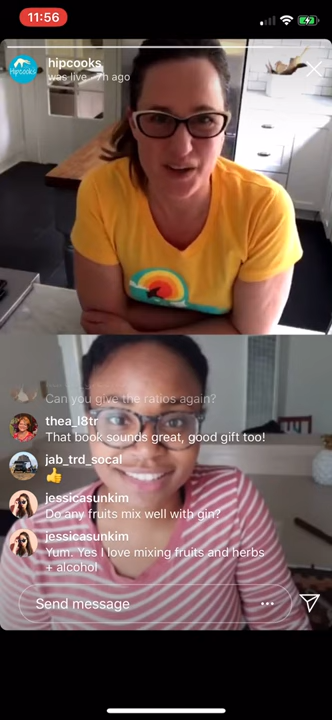 11:56
hipcooks
was live · 7h ago
Hipcooks
Can you give the ratios again?
thea_l8tr
That book sounds great, good gift too!
jab_trd_socal
👍
jessicasunkim
Do any fruits mix well with gin?
jessicasunkim
Yum. Yes I love mixing fruits and herbs
+ alcohol
Send message